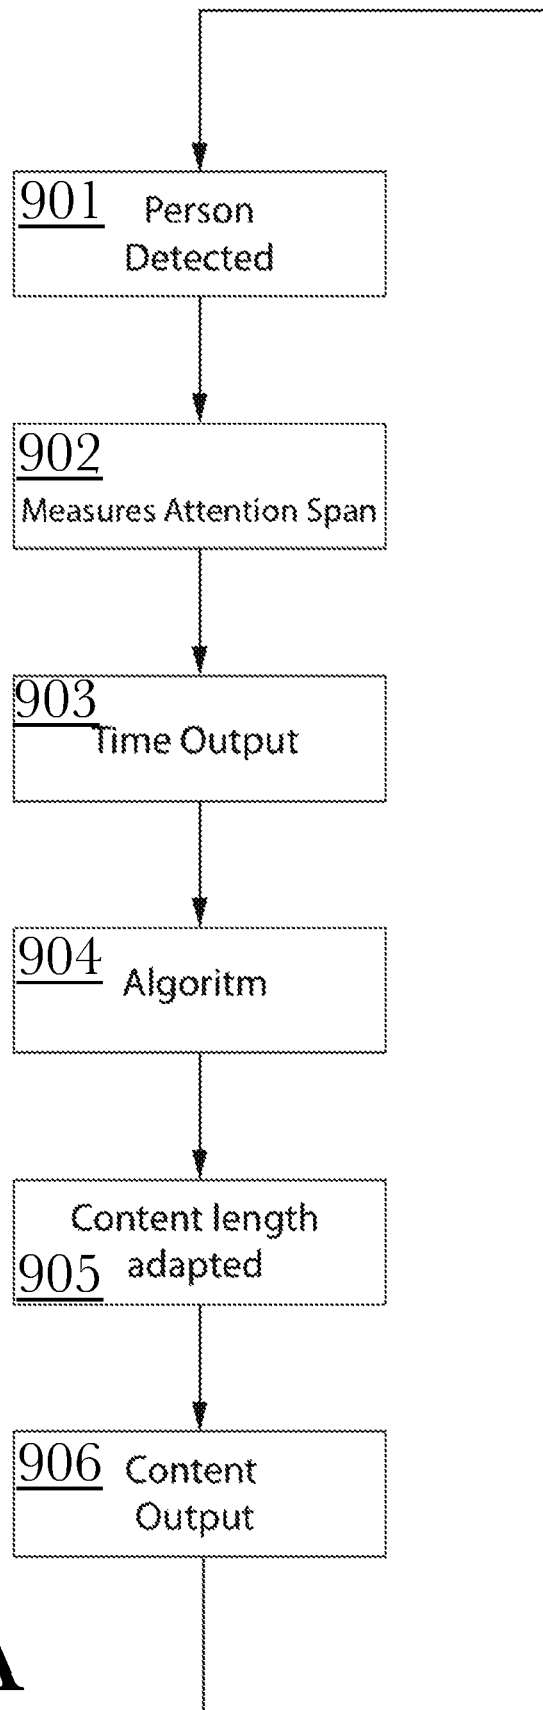 901 Person
Detected
902
Measures Attention Span
903
Time Output
904 Algoritm
Content length
905 adapted
906 Content
Output
A